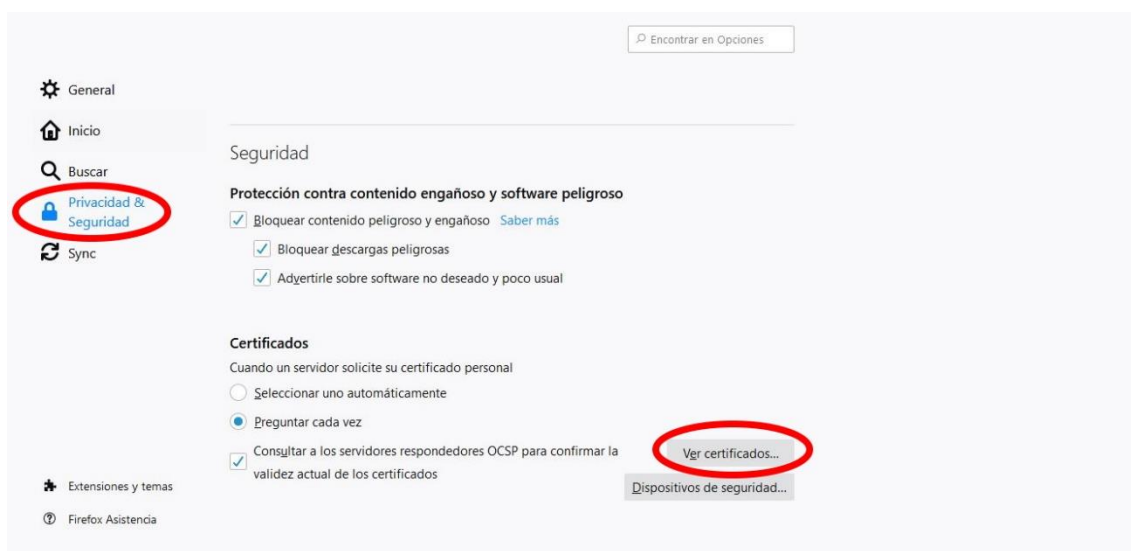 Encontrar en Opciones
General
Inicio
Buscar
Privacidad &
Seguridad
Sync
Seguridad
Protección contra contenido engañoso y software peligroso
Bloquear contenido peligroso y engañoso Saber más
Bloquear descargas peligrosas
Advertirle sobre software no deseado y poco usual
Certificados
Cuando un servidor solicite su certificado personal
Seleccionar uno automáticamente
Preguntar cada vez
Consultar a los servidores respondedores OCSP para confirmar la
validez actual de los certificados
Ver certificados...
Dispositivos de seguridad...
Extensiones y temas
Firefox Asistencia